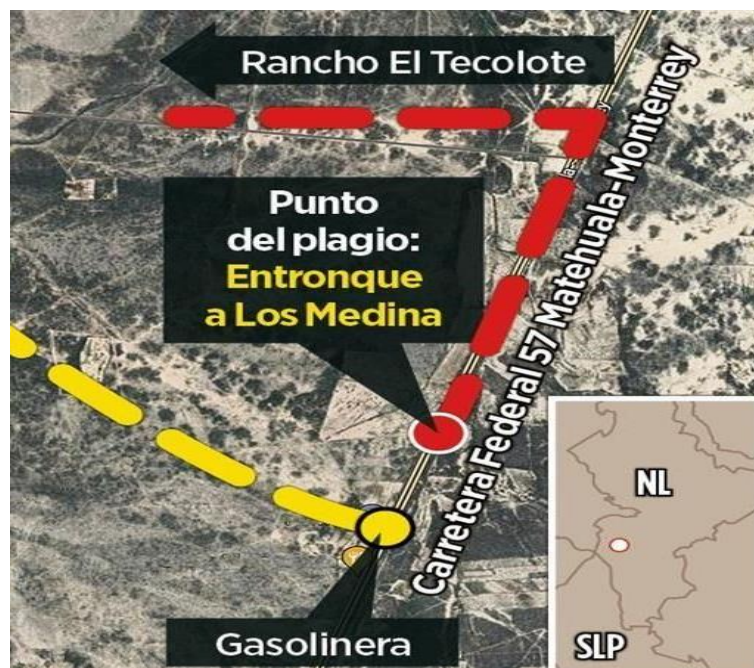 Rancho El Tecolote
Punto
del plagio:
Entronque
a Los Medina
Carretera Federal 57 Matehuala-Monterrey
NL
SLP
Gasolinera